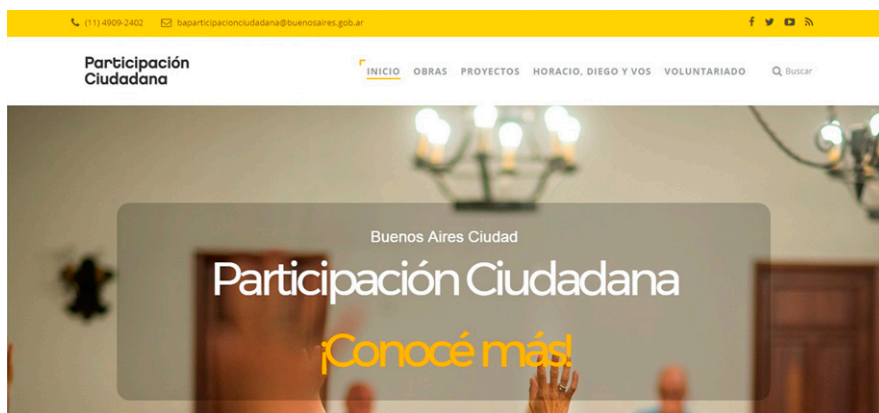 (11) 4909-2402 baparticipacionciudadana@buenosaires.gob.ar
Participación
Ciudadana
INICIO OBRAS PROYECTOS HORACIO, DIEGO Y VOS VOLUNTARIADO Buscar
Buenos Aires Ciudad
Participación Ciudadana
¡Conocé más!